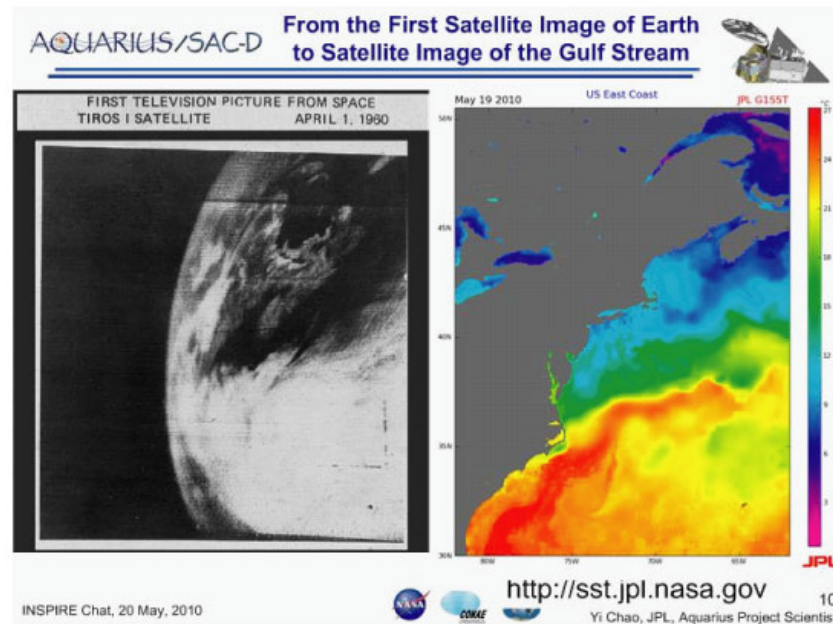 AQUARIUS/SAC-D
From the First Satellite Image of Earth
to Satellite Image of the Gulf Stream
FIRST TELEVISION PICTURE FROM SPACE
TIROS I SATELLITE APRIL 1, 1960
May 19 2010 US East Coast JPL G1SST
°C
50N
45N
40N
35N
30N
80W 75W 70W 65W
27
24
21
18
15
12
9
6
3
JPL
NASA
CONAE
http://sst.jpl.nasa.gov
10
INSPIRE Chat, 20 May, 2010
Yi Chao, JPL, Aquarius Project Scientis